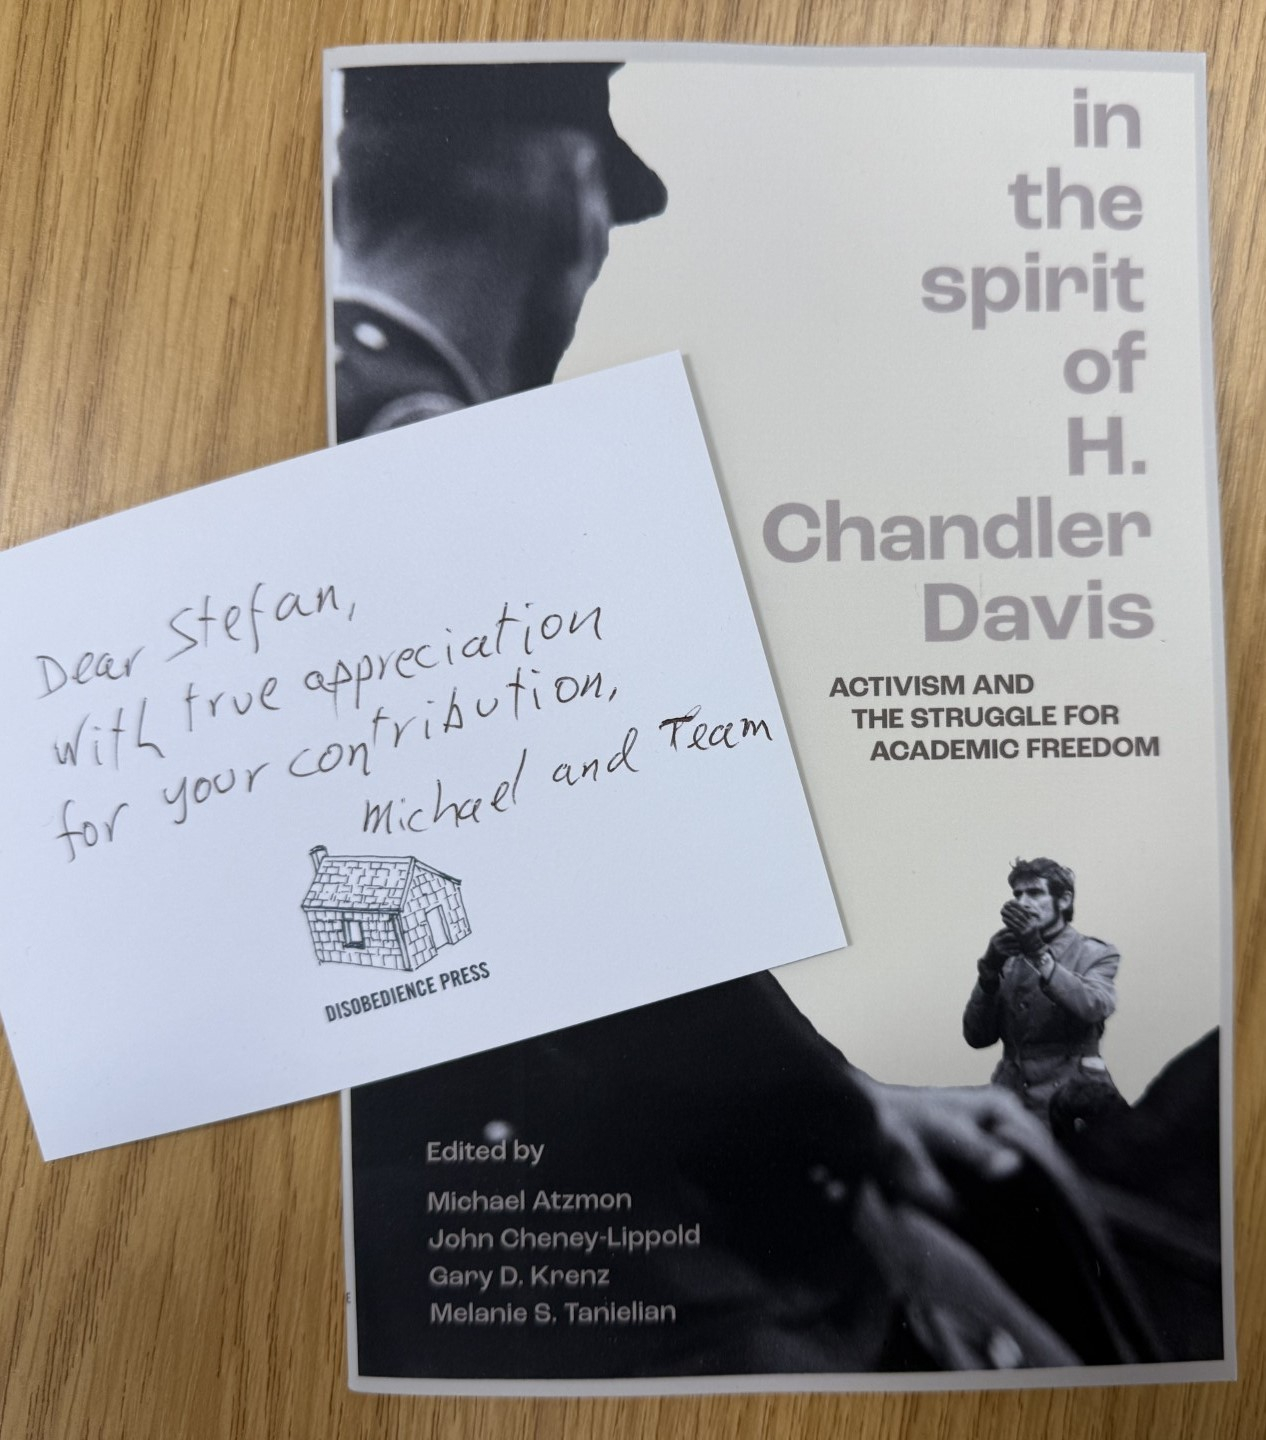 in
the
spirit
of
H.
Chandler
Davis
ACTIVISM AND
THE STRUGGLE FOR
ACADEMIC FREEDOM
Dear Stefan,
with true appreciation
for your contribution,
Michael and Team
DISOBEDIENCE PRESS
Edited by
Michael Atzmon
John Cheney-Lippold
Gary D. Krenz
Melanie S. Tanielian
E